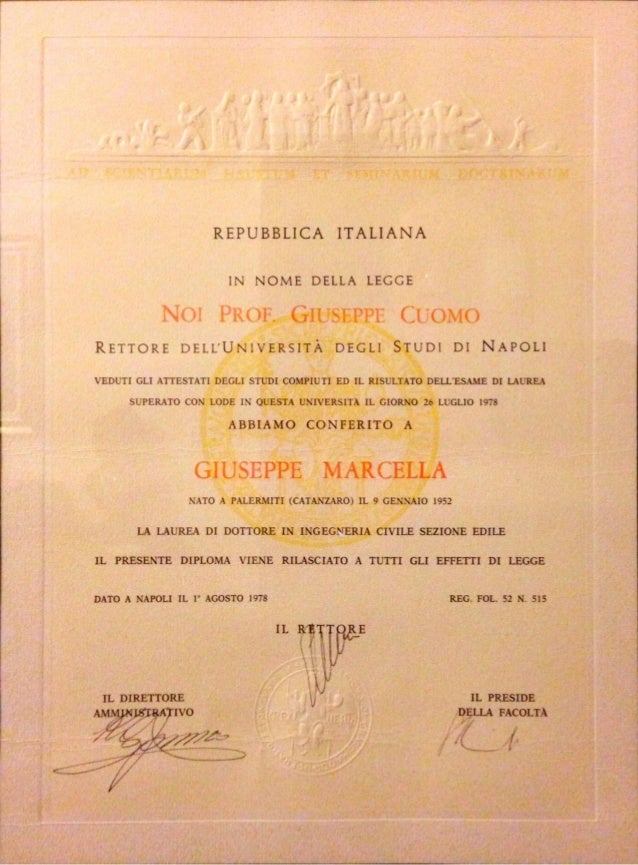 AD SCIENTIARUM HAUSTUM ET SEMINARIUM DOCTRINARUM
REPUBBLICA ITALIANA
IN NOME DELLA LEGGE
NOI PROF. GIUSEPPE CUOMO
RETTORE DELL'UNIVERSITÀ DEGLI STUDI DI NAPOLI
VEDUTI GLI ATTESTATI DEGLI STUDI COMPIUTI ED IL RISULTATO DELL'ESAME DI LAUREA
SUPERATO CON LODE IN QUESTA UNIVERSITÀ IL GIORNO 26 LUGLIO 1978
ABBIAMO CONFERITO A
GIUSEPPE MARCELLA
NATO A PALERMITI (CATANZARO) IL 9 GENNAIO 1952
LA LAUREA DI DOTTORE IN INGEGNERIA CIVILE SEZIONE EDILE
IL PRESENTE DIPLOMA VIENE RILASCIATO A TUTTI GLI EFFETTI DI LEGGE
DATO A NAPOLI IL 1° AGOSTO 1978 REG. FOL. 52 N. 515
IL RETTORE
IL DIRETTORE
AMMINISTRATIVO
IL PRESIDE
DELLA FACOLTÀ